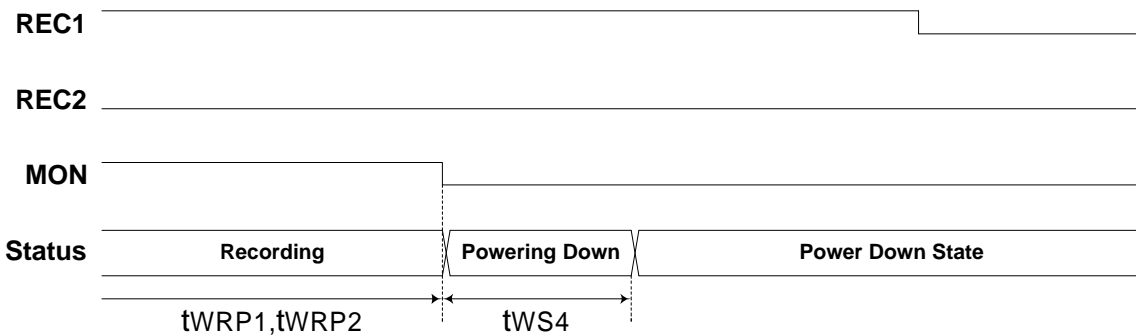 REC1
REC2
MON
Status Recording Powering Down Power Down State
tWRP1,tWRP2 tWS4